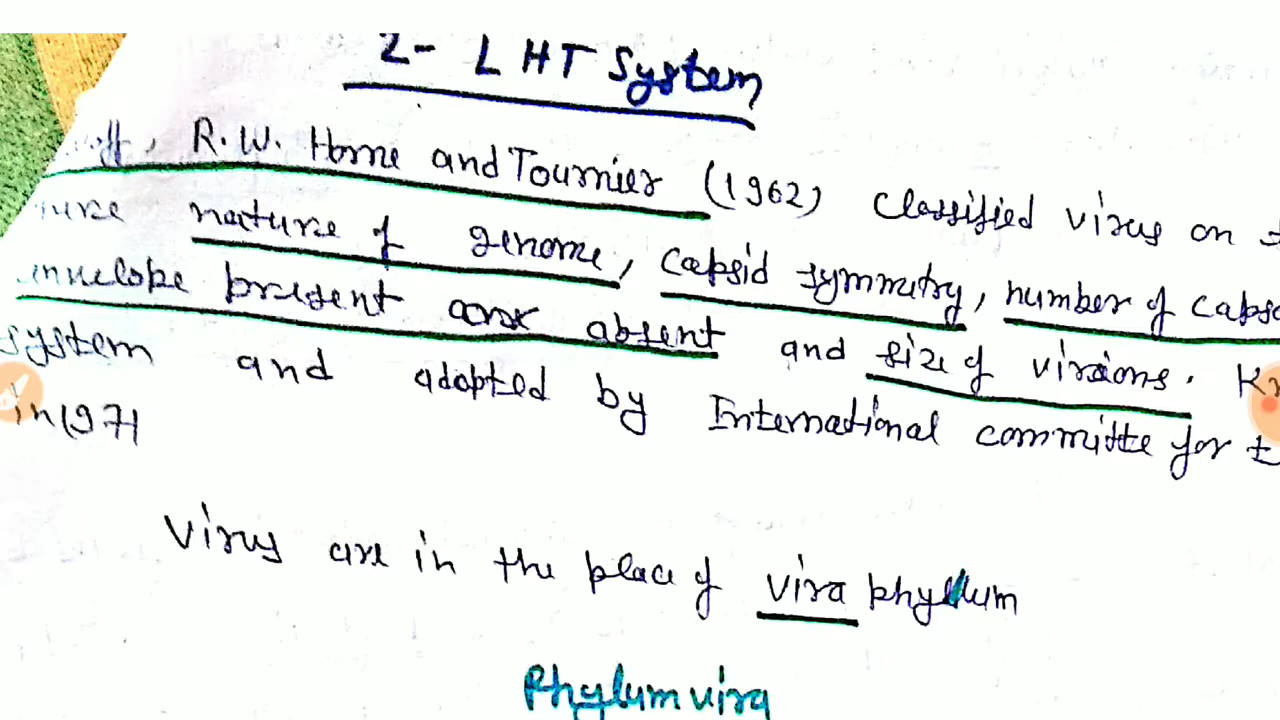 2- LHT System
R.W. Horne and Tournier (1962) classified virus on
nature of genome, capsid symmetry, number of
envelope present or absent and size of virions.
system and adopted by International committe for
in 1971
Virus are in the place of vira phyllum
Phylum vira